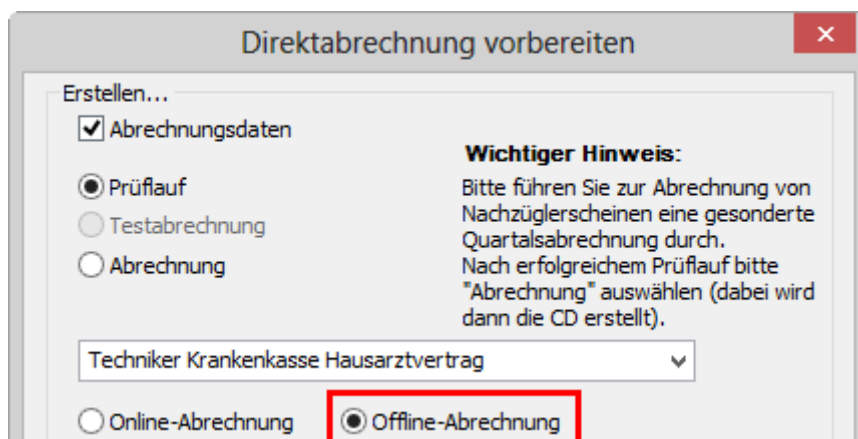 Direktabrechnung vorbereiten
Erstellen...
Abrechnungsdaten
Prüflauf
Testabrechnung
Abrechnung
Wichtiger Hinweis:
Bitte führen Sie zur Abrechnung von
Nachzüglerscheinen eine gesonderte
Quartalsabrechnung durch.
Nach erfolgreichem Prüflauf bitte
"Abrechnung" auswählen (dabei wird
dann die CD erstellt).
Techniker Krankenkasse Hausarztvertrag
Online-Abrechnung Offline-Abrechnung